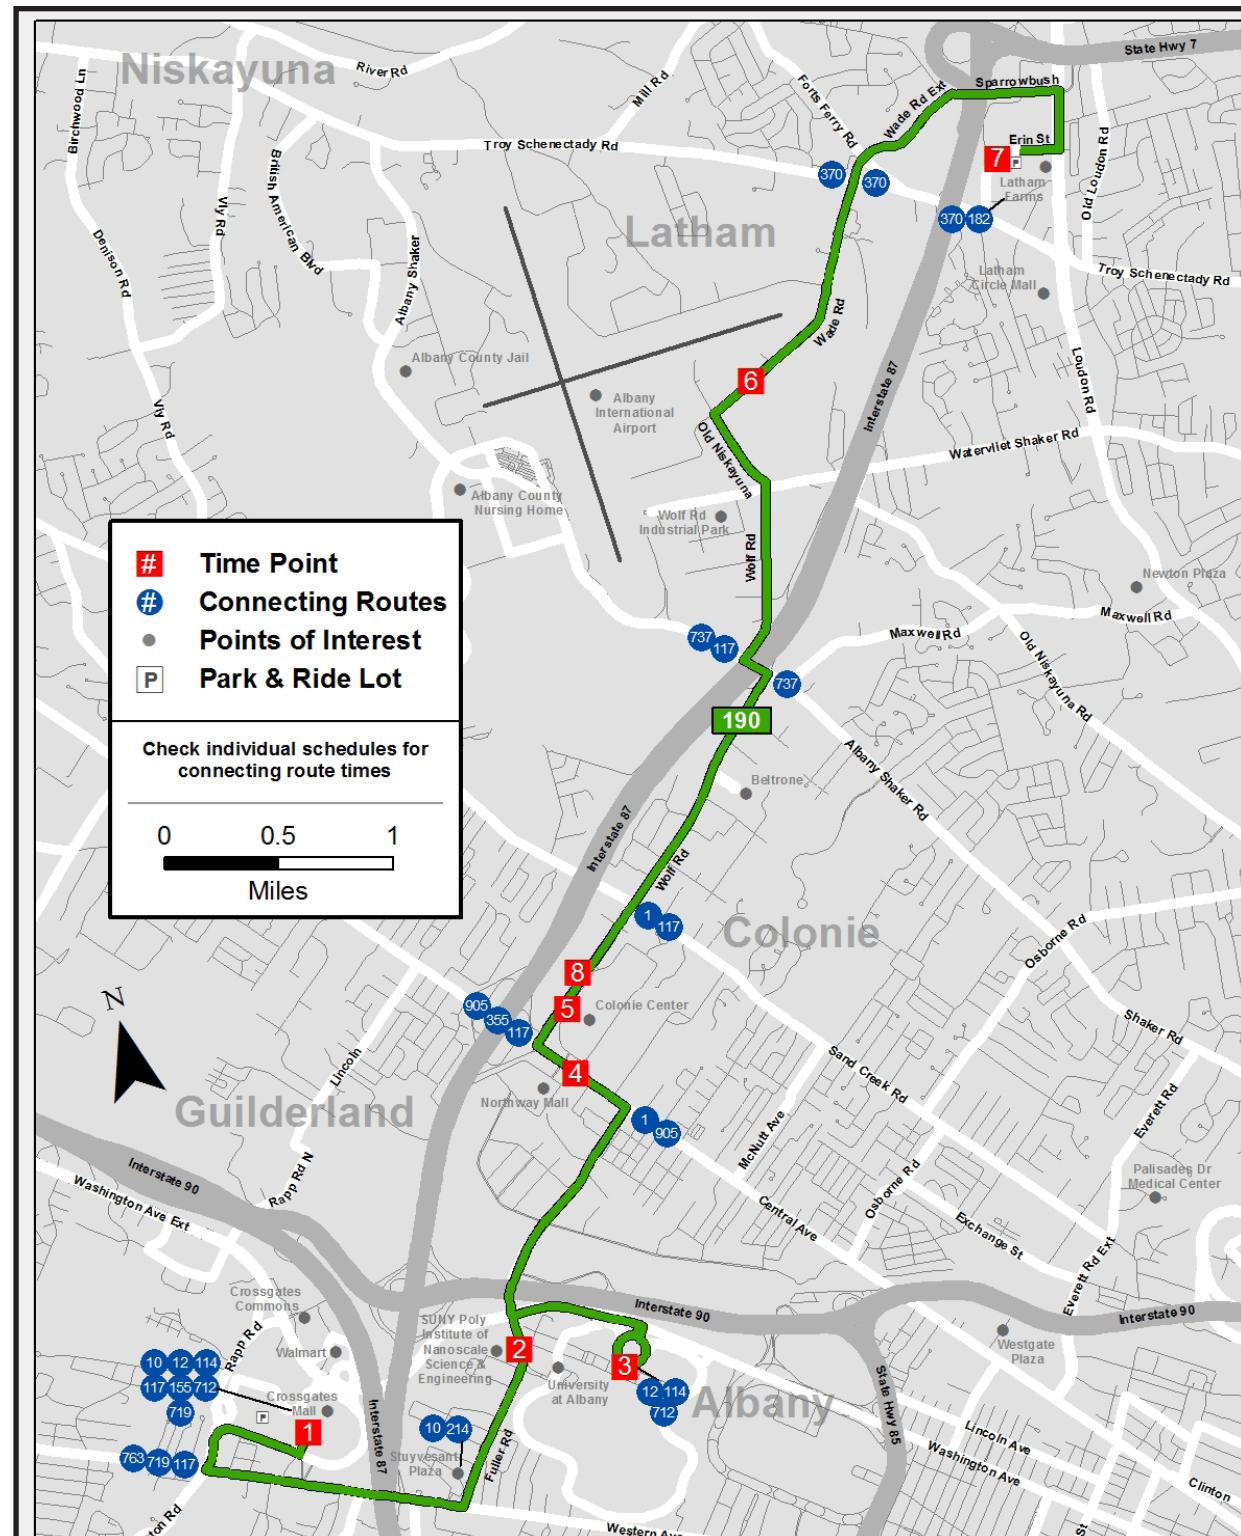 Niskayuna
River Rd
Birchwood Ln
Mill Rd
Forts Ferry Rd
Wade Rd Ext
State Hwy 7
Sparrowbush
Erin St
7
P
Latham
Farms
Old Loudon Rd
Troy Schenectady Rd
British American Blvd
Vly Rd
Denison Rd
Albany Shaker
370
370
370
182
Latham
Latham
Circle Mall
Troy Schenectady Rd
Wade Rd
Loudon Rd
Interstate 87
Albany County Jail
6
Albany
International
Airport
Vly Rd
Old Niskayuna
Watervliet Shaker Rd
Albany County
Nursing Home
Wolf Rd
Industrial Park
Wolf Rd
Newton Plaza
Maxwell Rd
Maxwell Rd
Old Niskayuna Rd
# Time Point
# Connecting Routes
Points of Interest
P Park & Ride Lot
Check individual schedules for
connecting route times
0 0.5 1
Miles
737
117
737
190
Beltrone
Albany Shaker Rd
Interstate 87
Wolf Rd
1
117
Colonie
Osborne Rd
8
5
Colonie Center
905
355
117
4
Northway Mall
Shaker Rd
Sand Creek Rd
N
Lincoln
Guilderland
1
905
McNutt Ave
Everett Rd
Osborne Rd
Palisades Dr
Medical Center
Central Ave
Exchange St
Everett Rd Ext
Interstate 90
Washington Ave Ext
Rapp Rd N
Interstate 90
Interstate 90
Crossgates
Commons
Rapp Rd
Walmart
SUNY Poly
Institute of
Nanoscale
Science &
Engineering
2
3
University
at Albany
Westgate
Plaza
10 12 114
117 155 712
719
Crossgates
Mall
P
1
12 114
712
Albany
State Hwy 85
Lincoln Ave
Washington Ave
Clinton
763 719 117
Interstate 87
10 214
Stuyvesant
Plaza
Fuller Rd
ton Rd
Western Av
St